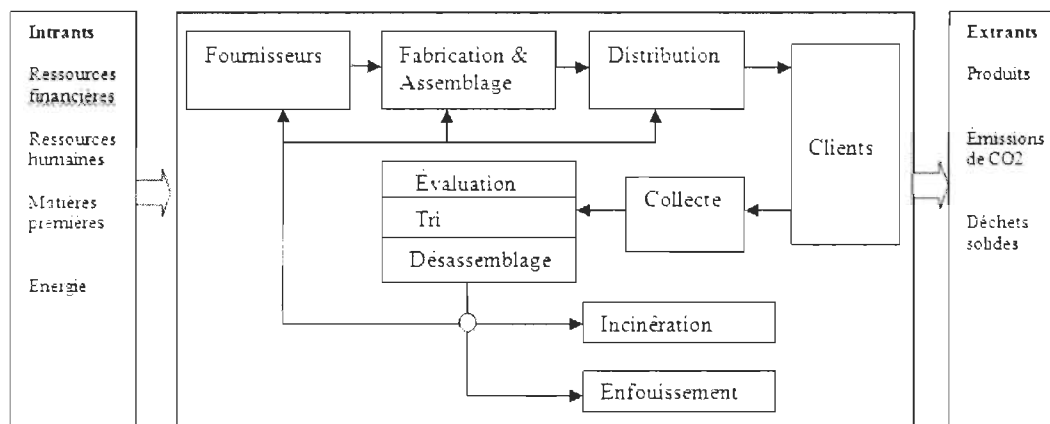 Intrants
Ressources
financières
Ressources
humaines
Matières
premières
Energie
Fournisseurs
Fabrication &
Assemblage
Distribution
Clients
Évaluation
Tri
Désassemblage
Collecte
Incinération
Enfouissement
Extrants
Produits
Émissions
de CO2
Déchets
solides